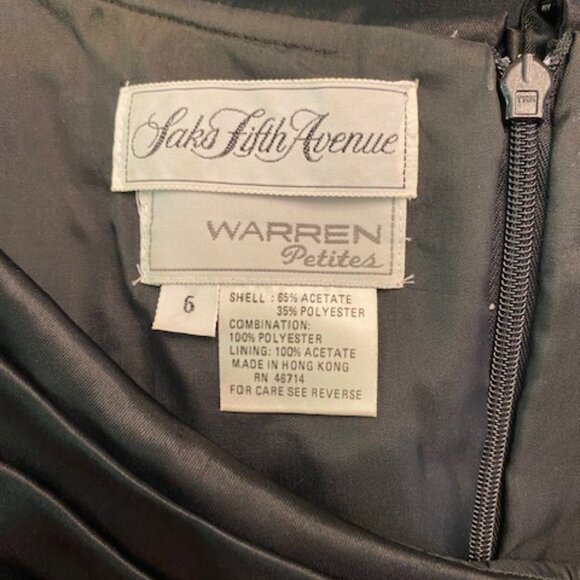 Saks Fifth Avenue
WARREN
Petites
6
SHELL : 65% ACETATE
35% POLYESTER
COMBINATION:
100% POLYESTER
LINING: 100% ACETATE
MADE IN HONG KONG
RN 46714
FOR CARE SEE REVERSE